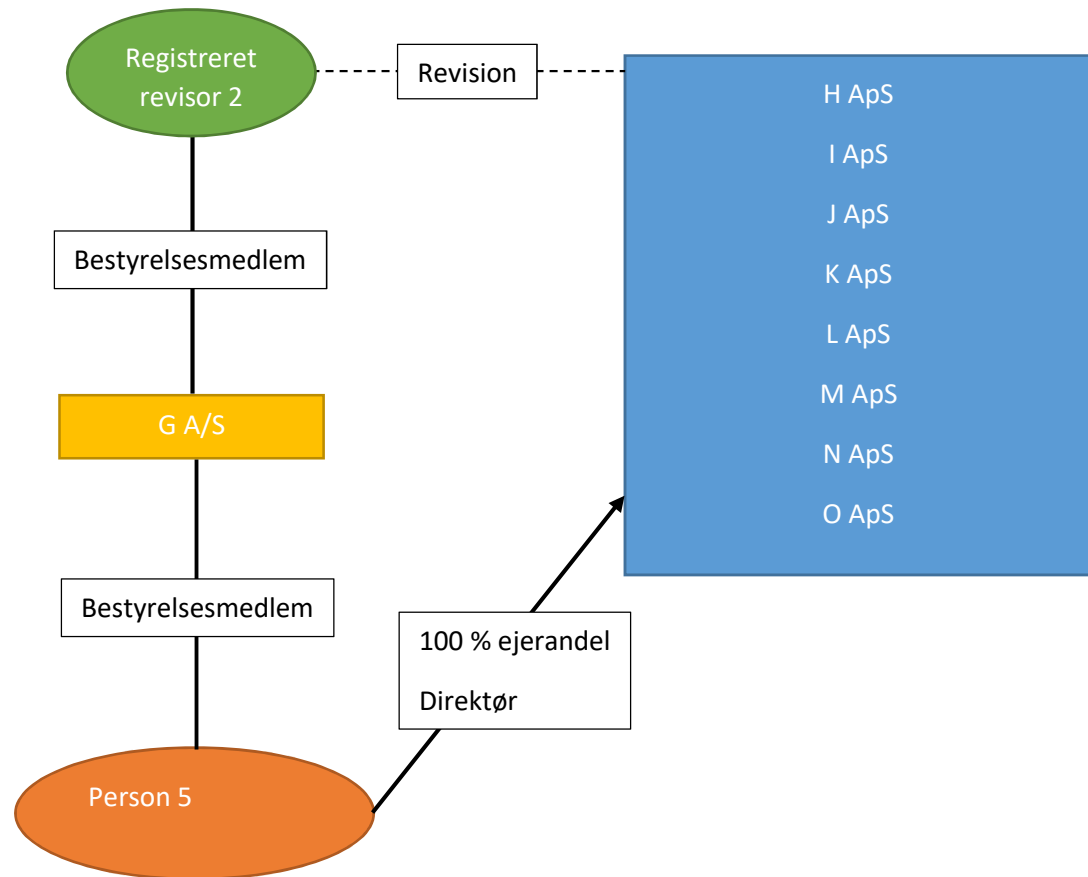 Registreret
revisor 2
Revision
H ApS
I ApS
J ApS
K ApS
L ApS
M ApS
N ApS
O ApS
Bestyrelsesmedlem
G A/S
Bestyrelsesmedlem
100 % ejerandel
Direktør
Person 5